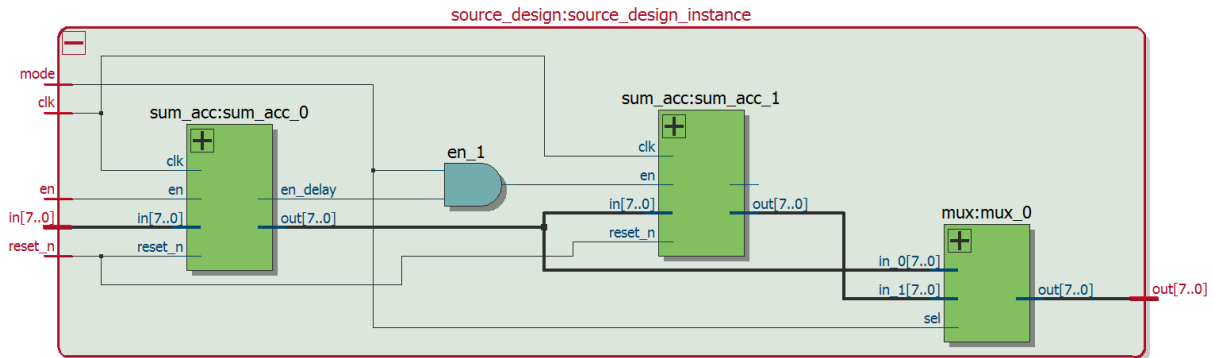 source_design:source_design_instance
mode
clk
en
in[7..0]
reset_n
sum_acc:sum_acc_0
clk
en
in[7..0]
reset_n
en_delay
out[7..0]
en_1
sum_acc:sum_acc_1
clk
en
in[7..0]
reset_n
out[7..0]
mux:mux_0
in_0[7..0]
in_1[7..0]
sel
out[7..0]
out[7..0]